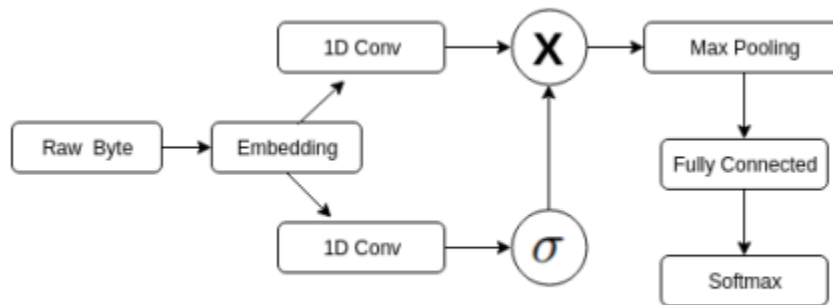 1D Conv
X
Max Pooling
Raw Byte
Embedding
Fully Connected
1D Conv
σ
Softmax